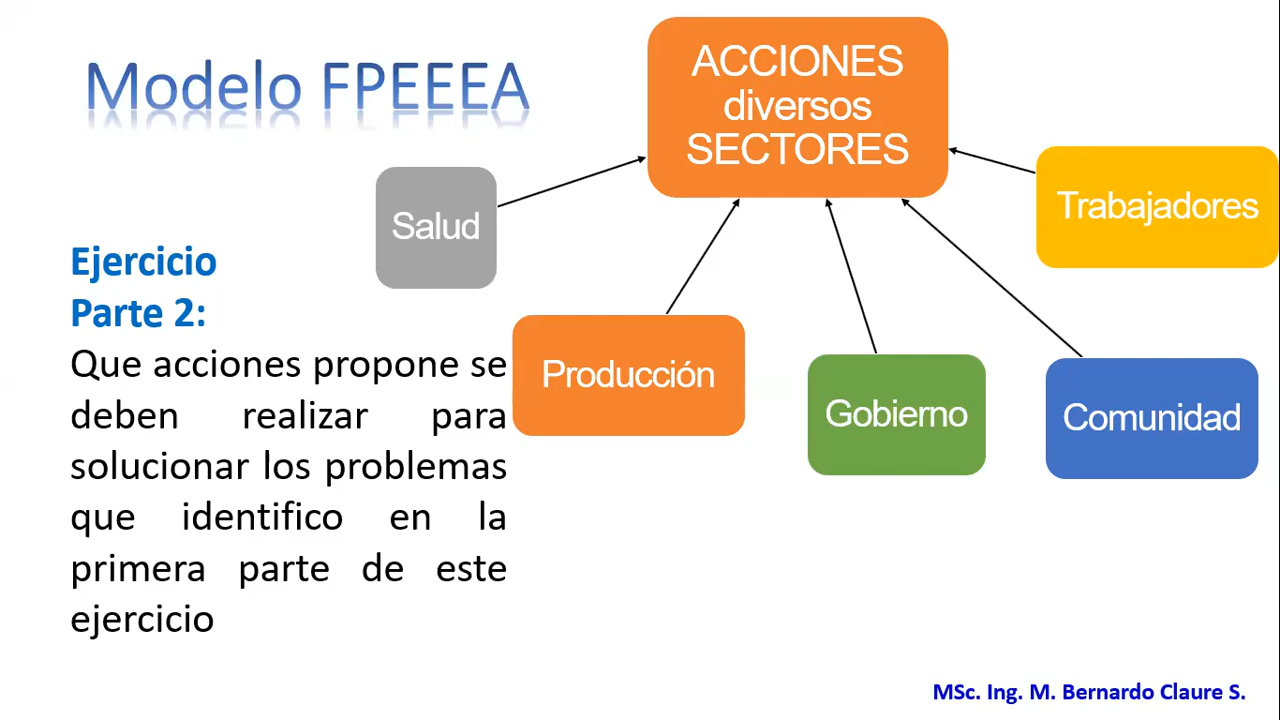 Modelo FPEEEA
ACCIONES
diversos
SECTORES
Salud
Trabajadores
Producción
Gobierno
Comunidad
Ejercicio
Parte 2:
Que acciones propone se
deben realizar para
solucionar los problemas
que identifico en la
primera parte de este
ejercicio
MSc. Ing. M. Bernardo Claure S.